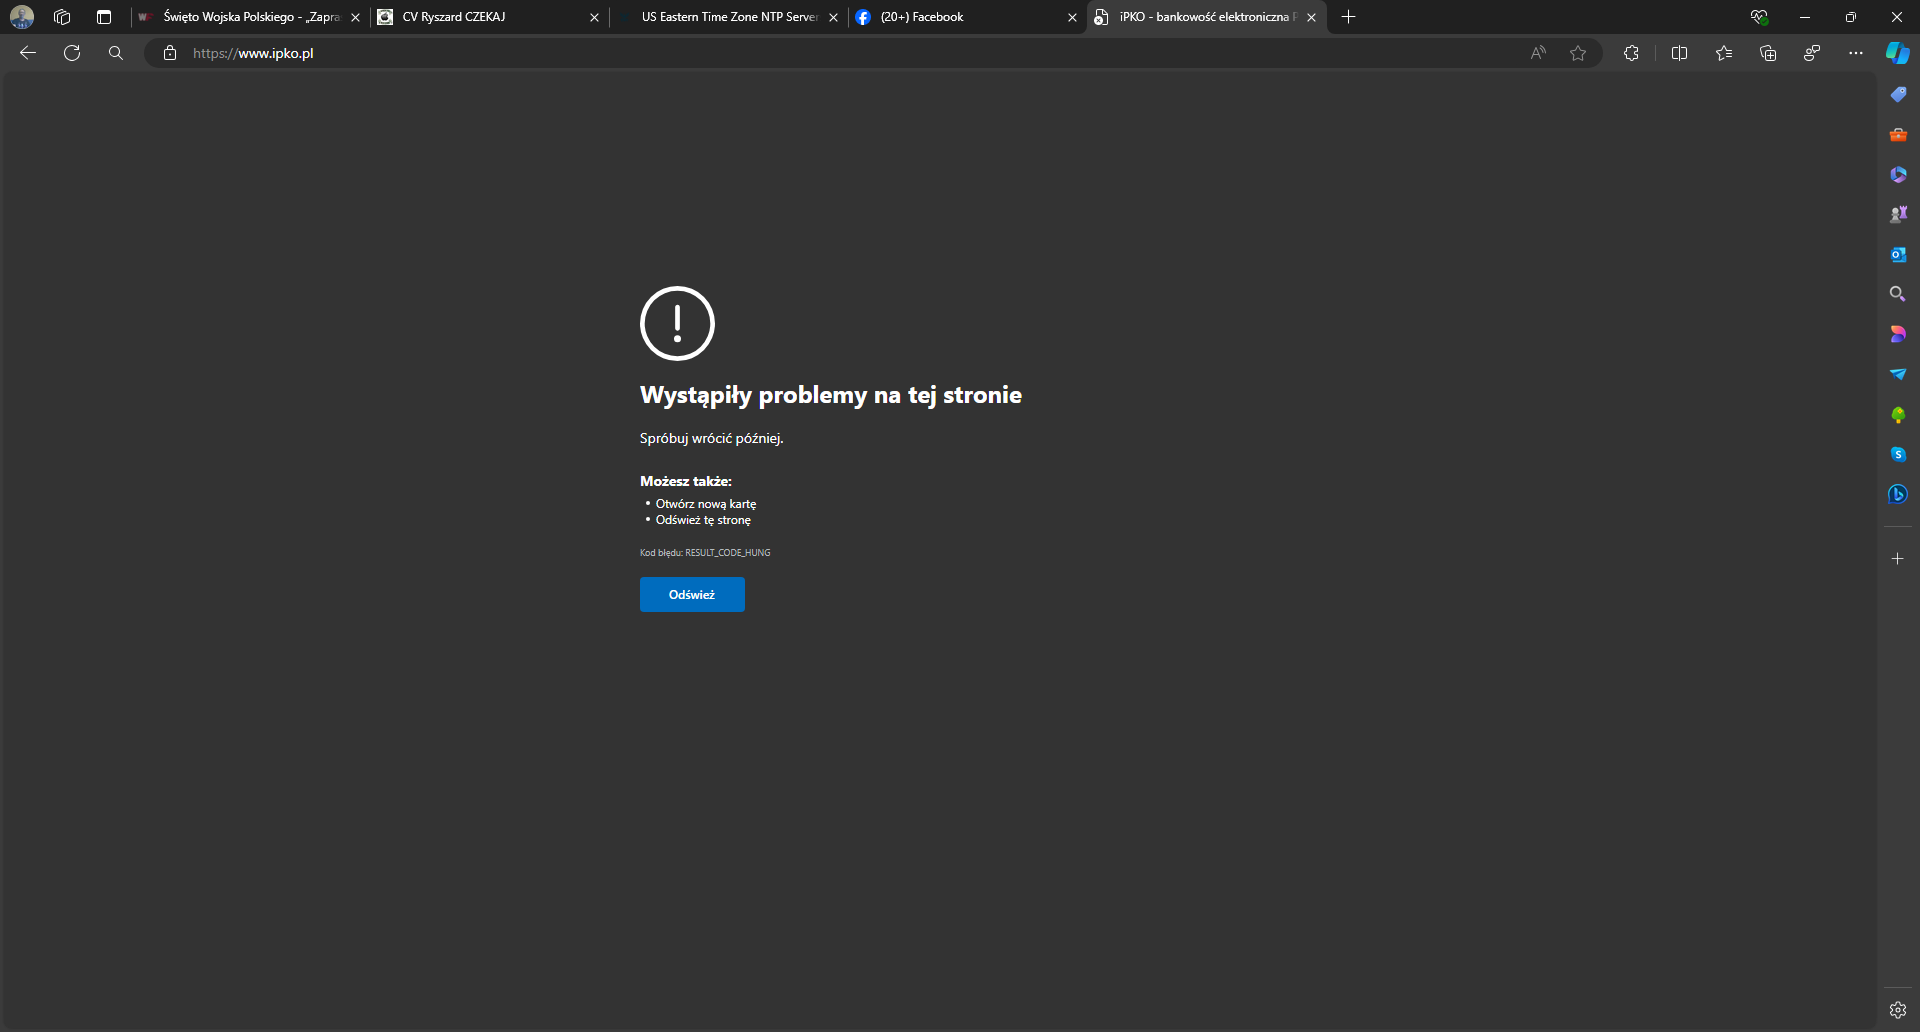 Święto Wojska Polskiego - „Zapra
CV Ryszard CZEKAJ
US Eastern Time Zone NTP Server
(20+) Facebook
iPKO - bankowość elektroniczna P
https://www.ipko.pl
Wystąpiły problemy na tej stronie
Spróbuj wrócić później.
Możesz także:
• Otwórz nową kartę
• Odśwież tę stronę
Kod błędu: RESULT_CODE_HUNG
Odśwież